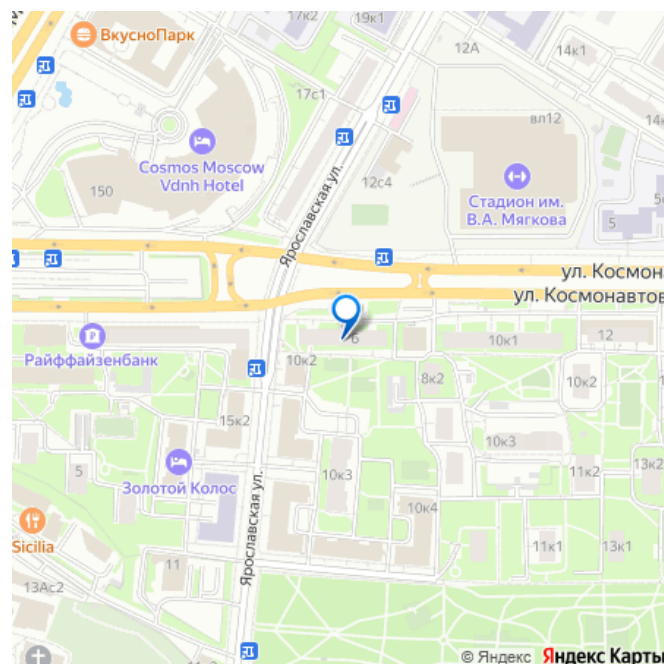 17к2
19к1
12А
14к1
ВкусноПарк
17с1
вл12
Cosmos Moscow
Vdnh Hotel
150
12с4
Стадион им.
В.А. Мягкова
5
Ярославская ул.
ул. Космона
ул. Космонавтов
Райффайзенбанк
6
10к1
12
10к2
8к2
10к2
15к2
10к3
Золотой Колос
5
10к3
11к2
13к2
10к4
Sicilia
Ярославская ул.
11
11к1
13к1
13Ас2
11к2
© Яндекс Яндекс Карты